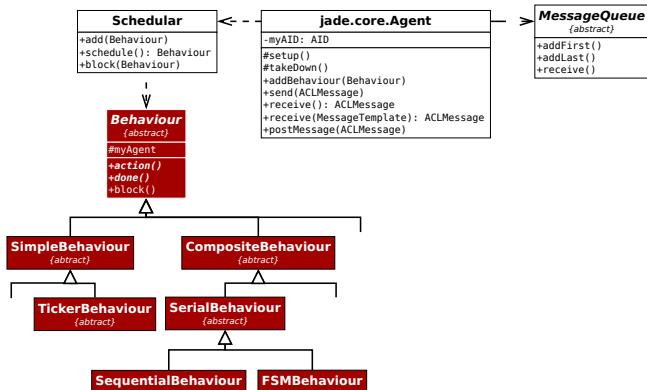 Schedular
+add(Behaviour)
+schedule(): Behaviour
+block(Behaviour)
jade.core.Agent
-myAID: AID
#setup()
#takeDown()
+addBehaviour(Behaviour)
+send(ACLMessage)
+receive(): ACLMessage
+receive(MessageTemplate): ACLMessage
+postMessage(ACLMessage)
MessageQueue
{abstract}
+addFirst()
+addLast()
+receive()
Behaviour
{abstract}
#myAgent
+action()
+done()
+block()
SimpleBehaviour
{abtract}
CompositeBehaviour
{abtract}
TickerBehaviour
{abtract}
SerialBehaviour
{abstract}
SequentialBehaviour
FSMBehaviour